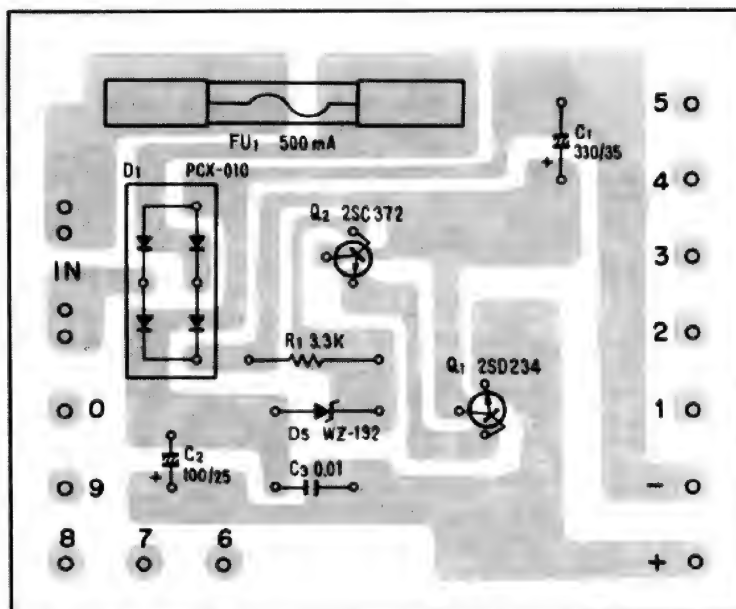 FU1 500mA
5
C1
330/35
+
4
D1 PCX-010
Q2 2SC372
IN
3
R1 3.3K
2
Q1 2SD234
0
D5 WZ-192
1
C2
100/25
+
C3 0.01
9
-
8
7
6
+